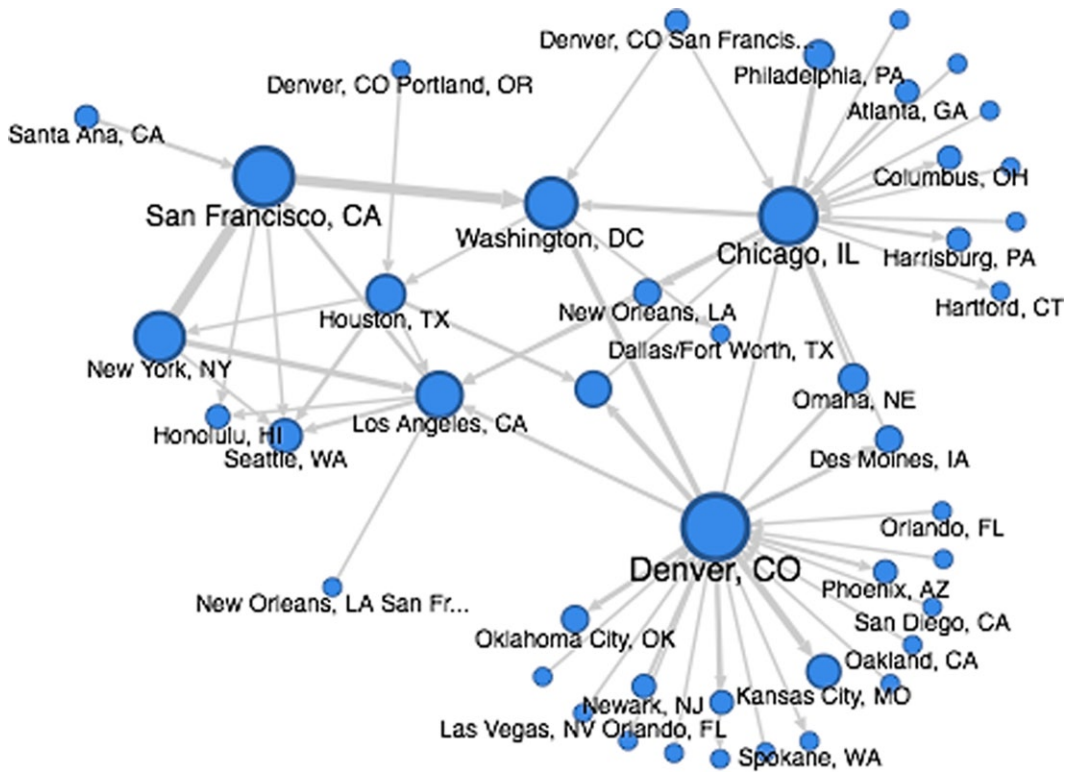 Denver, CO San Francis...
Philadelphia, PA
Denver, CO Portland, OR
Atlanta, GA
Santa Ana, CA
Columbus, OH
San Francisco, CA
Washington, DC
Chicago, IL
Harrisburg, PA
Hartford, CT
New Orleans, LA
Houston, TX
Dallas/Fort Worth, TX
New York, NY
Omaha, NE
Los Angeles, CA
Honolulu, HI
Seattle, WA
Des Moines, IA
Orlando, FL
Denver, CO
Phoenix, AZ
New Orleans, LA San Fr...
San Diego, CA
Oklahoma City, OK
Oakland, CA
Kansas City, MO
Newark, NJ
Las Vegas, NV Orlando, FL
Spokane, WA